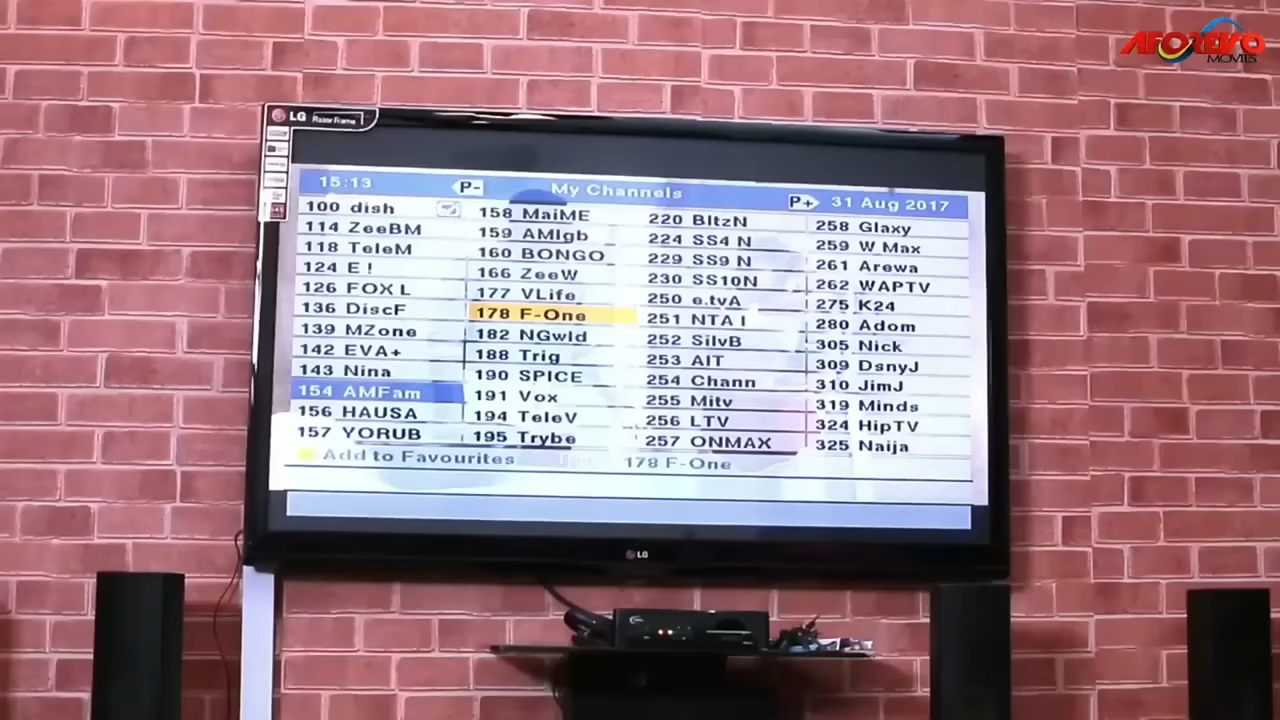 AFOREVO
MOVIES
LG Razor Frame
15:13
P-
My Channels
P+
31 Aug 2017
100 dish
114 ZeeBM
118 TeleM
124 E!
126 FOXL
136 DiscF
139 MZone
142 EVA+
143 Nina
154 AMFam
156 HAUSA
157 YORUB
158 MaiME
159 AMIgb
160 BONGO
166 ZeeW
177 VLife
178 F-One
182 NGwld
188 Trig
190 SPICE
191 Vox
194 TeleV
195 Trybe
220 BltzN
224 SS4 N
229 SS9 N
230 SS10N
250 e.tvA
251 NTA I
252 SilvB
253 AIT
254 Chann
255 Mitv
256 LTV
257 ONMAX
258 Glaxy
259 W Max
261 Arewa
262 WAPTV
275 K24
280 Adom
305 Nick
309 DsnyJ
310 JimJ
319 Minds
324 HipTV
325 Naija
Add to Favourites
178 F-One
LG